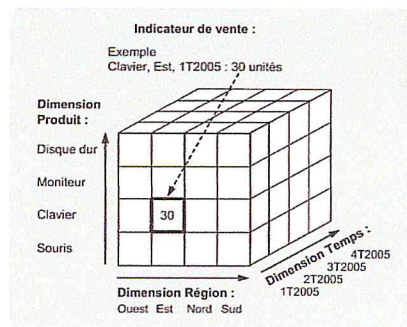 Indicateur de vente :
Exemple
Clavier, Est, 1T2005 : 30 unités
Dimension
Produit :
Disque dur
Moniteur
Clavier
30
Souris
Dimension Temps :
4T2005
3T2005
2T2005
1T2005
Dimension Région :
Ouest Est Nord Sud